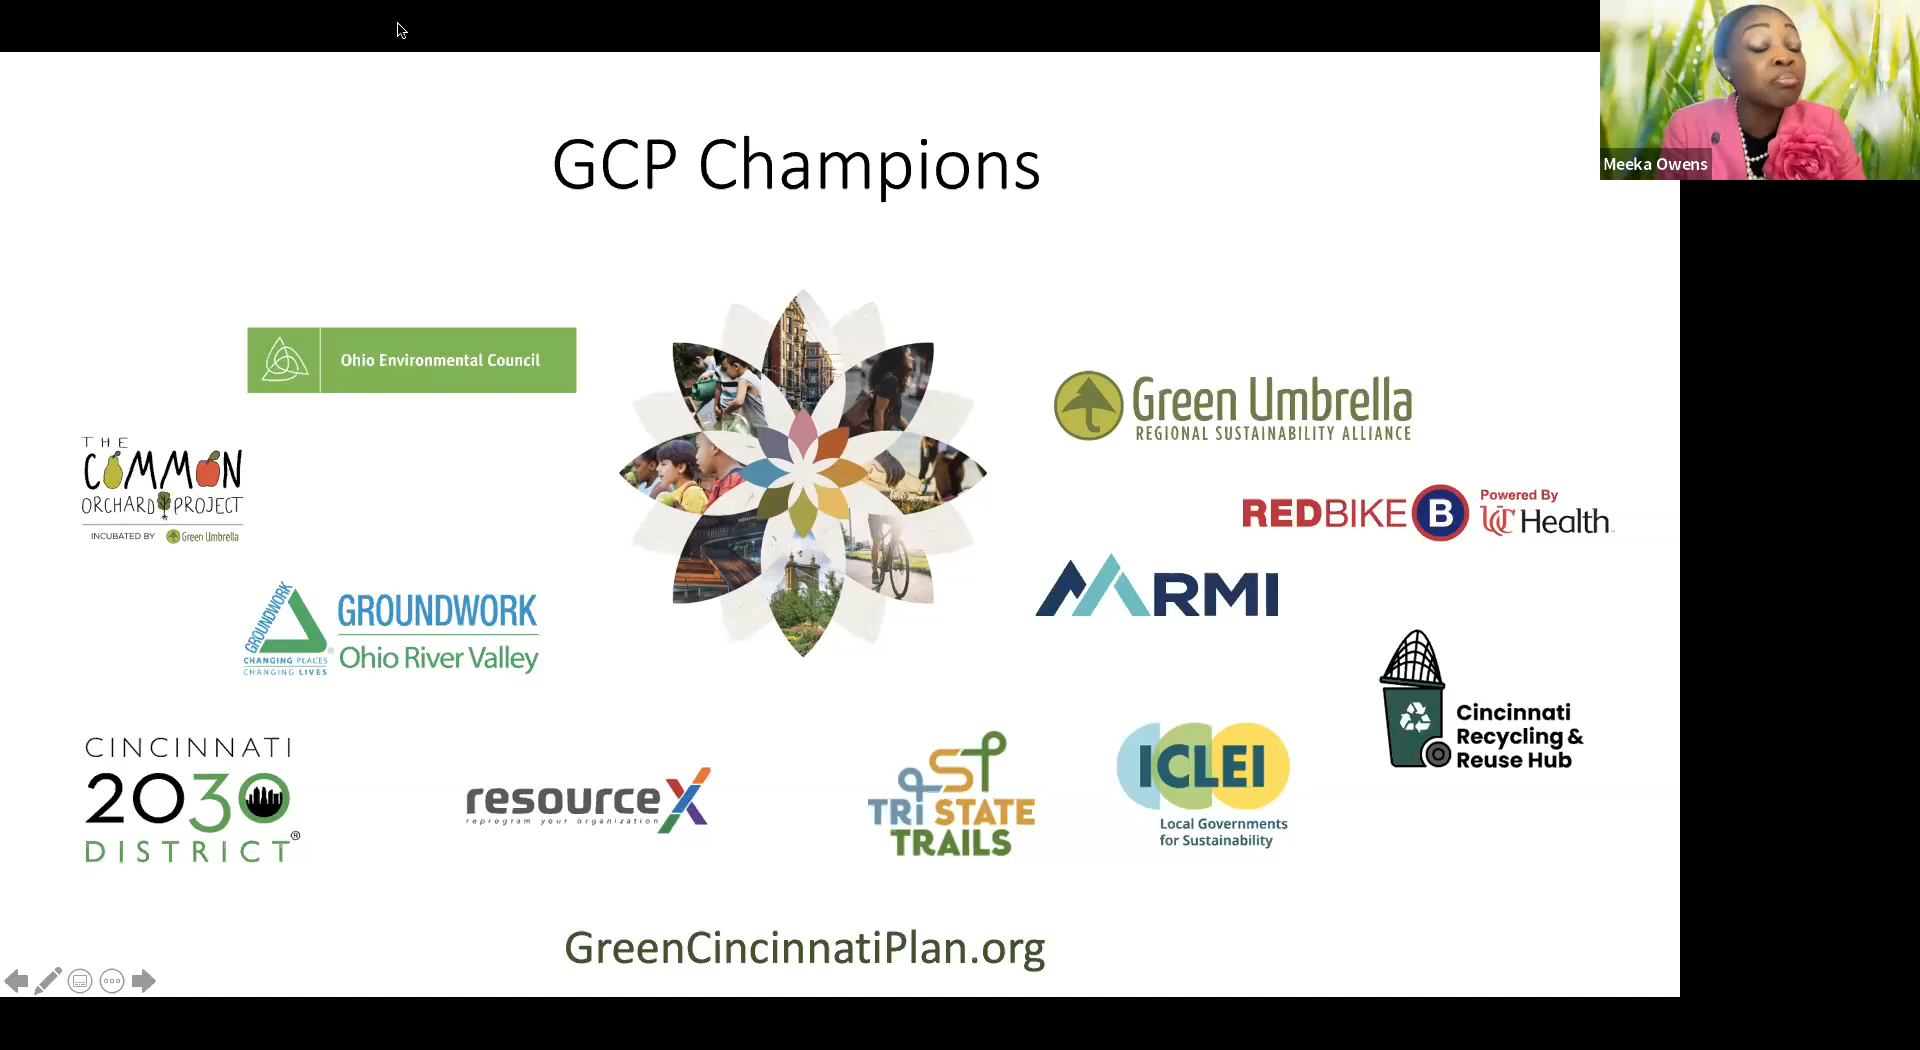 Meeka Owens
GCP Champions
Ohio Environmental Council
THE
COMMON
ORCHARD PROJECT
INCUBATED BY Green Umbrella
Green Umbrella
REGIONAL SUSTAINABILITY ALLIANCE
REDBIKE B Powered By
UC Health
RMI
GROUNDWORK
CHANGING PLACES
CHANGING LIVES
GROUNDWORK
Ohio River Valley
Cincinnati
Recycling &
Reuse Hub
CINCINNATI
2030
DISTRICT®
resourceX
reprogram your organization
TRI STATE
TRAILS
ICLEI
Local Governments
for Sustainability
GreenCincinnatiPlan.org